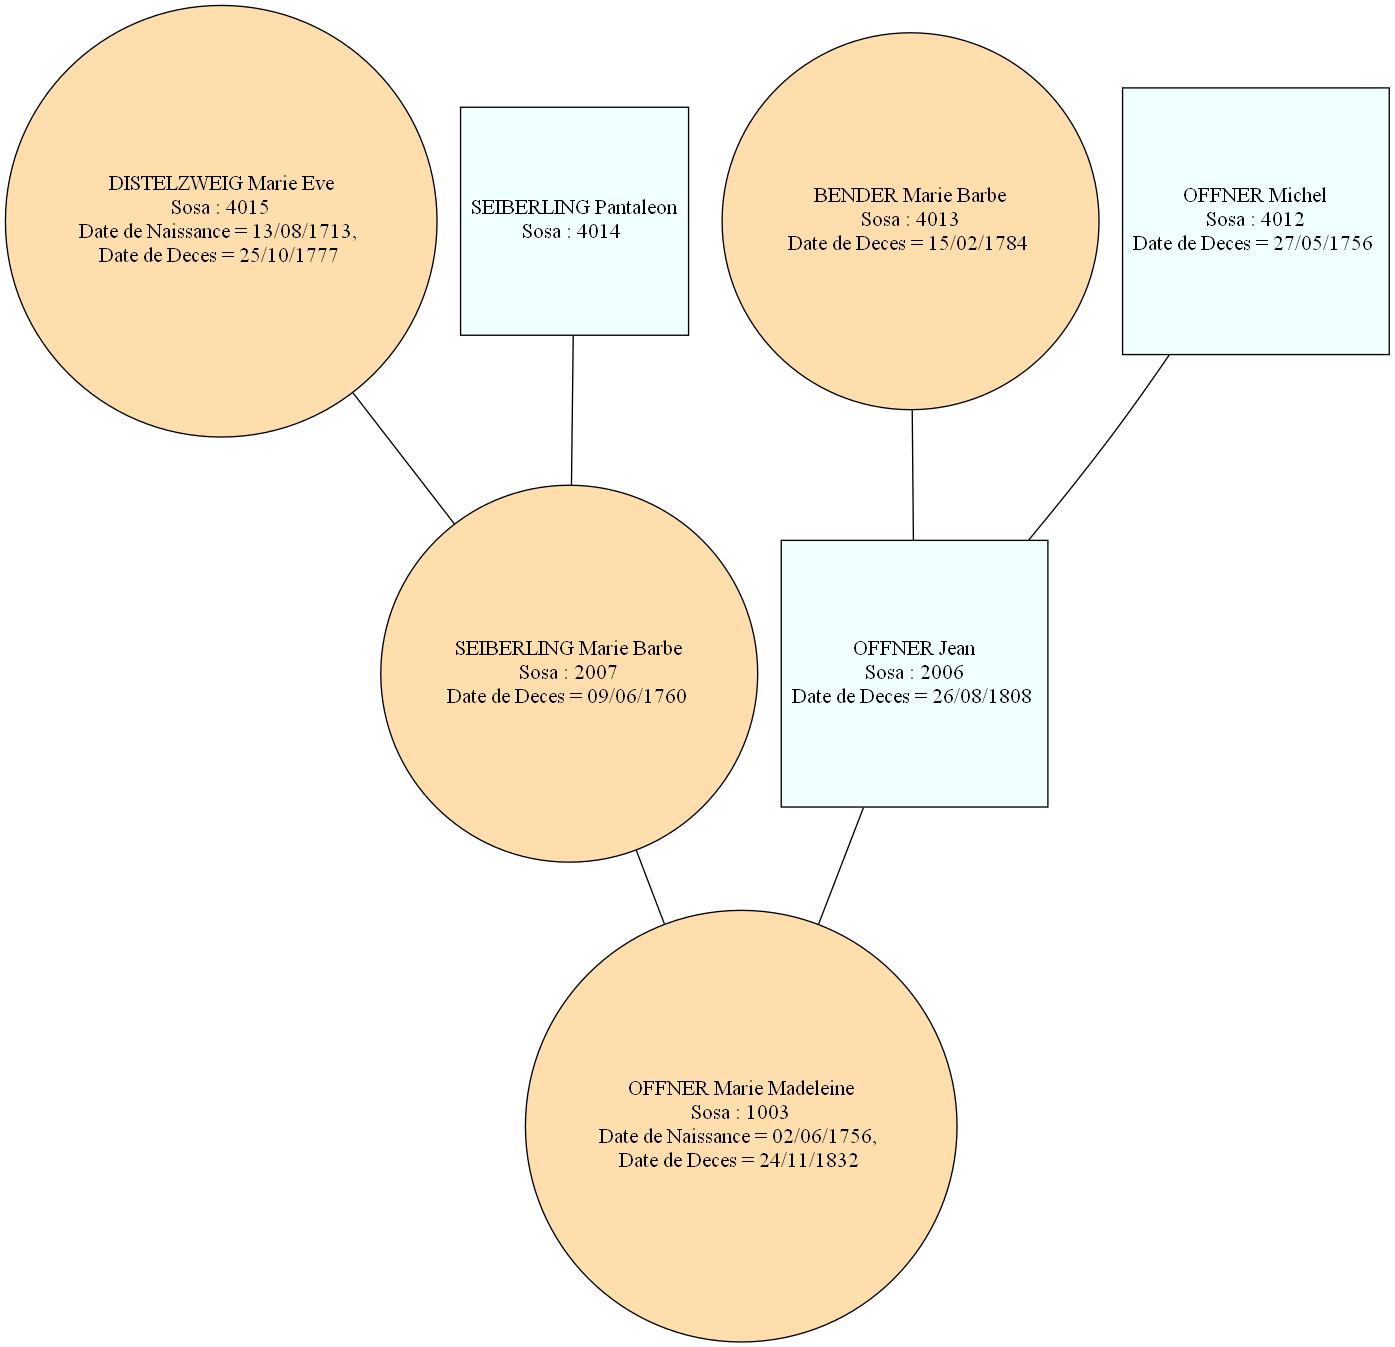 DISTELZWEIG Marie Eve
Sosa : 4015
Date de Naissance = 13/08/1713,
Date de Deces = 25/10/1777
SEIBERLING Pantaleon
Sosa : 4014
BENDER Marie Barbe
Sosa : 4013
Date de Deces = 15/02/1784
OFFNER Michel
Sosa : 4012
Date de Deces = 27/05/1756
SEIBERLING Marie Barbe
Sosa : 2007
Date de Deces = 09/06/1760
OFFNER Jean
Sosa : 2006
Date de Deces = 26/08/1808
OFFNER Marie Madeleine
Sosa : 1003
Date de Naissance = 02/06/1756,
Date de Deces = 24/11/1832